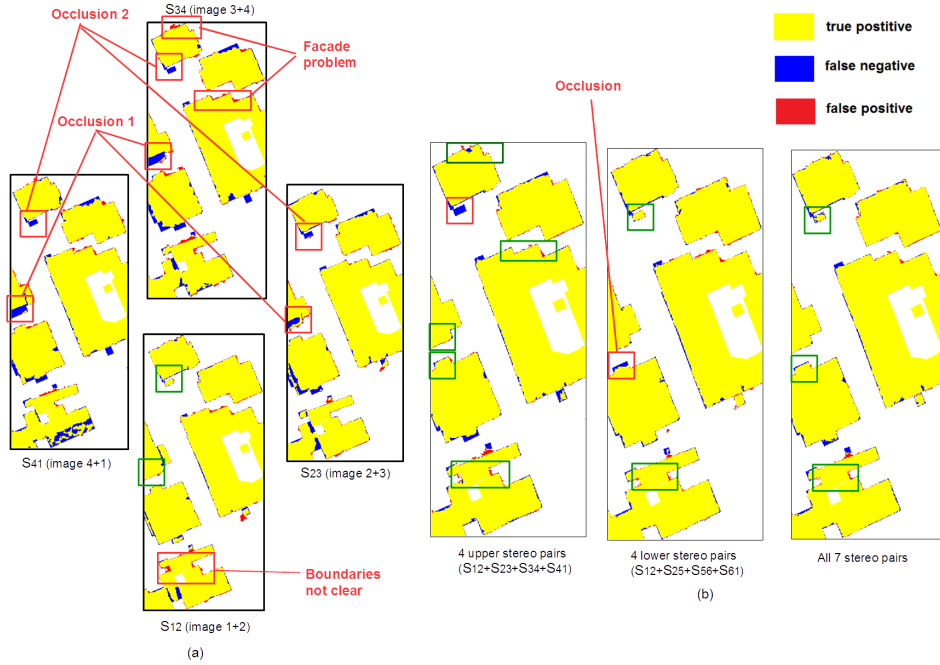 S34 (image 3+4)
Occlusion 2
Facade
problem
Occlusion 1
Occlusion
true postitive
false negative
false positive
S41 (image 4+1)
S23 (image 2+3)
Boundaries
not clear
S12 (image 1+2)
(a)
4 upper stereo pairs
(S12+S23+S34+S41)
4 lower stereo pairs
(S12+S25+S56+S61)
All 7 stereo pairs
(b)